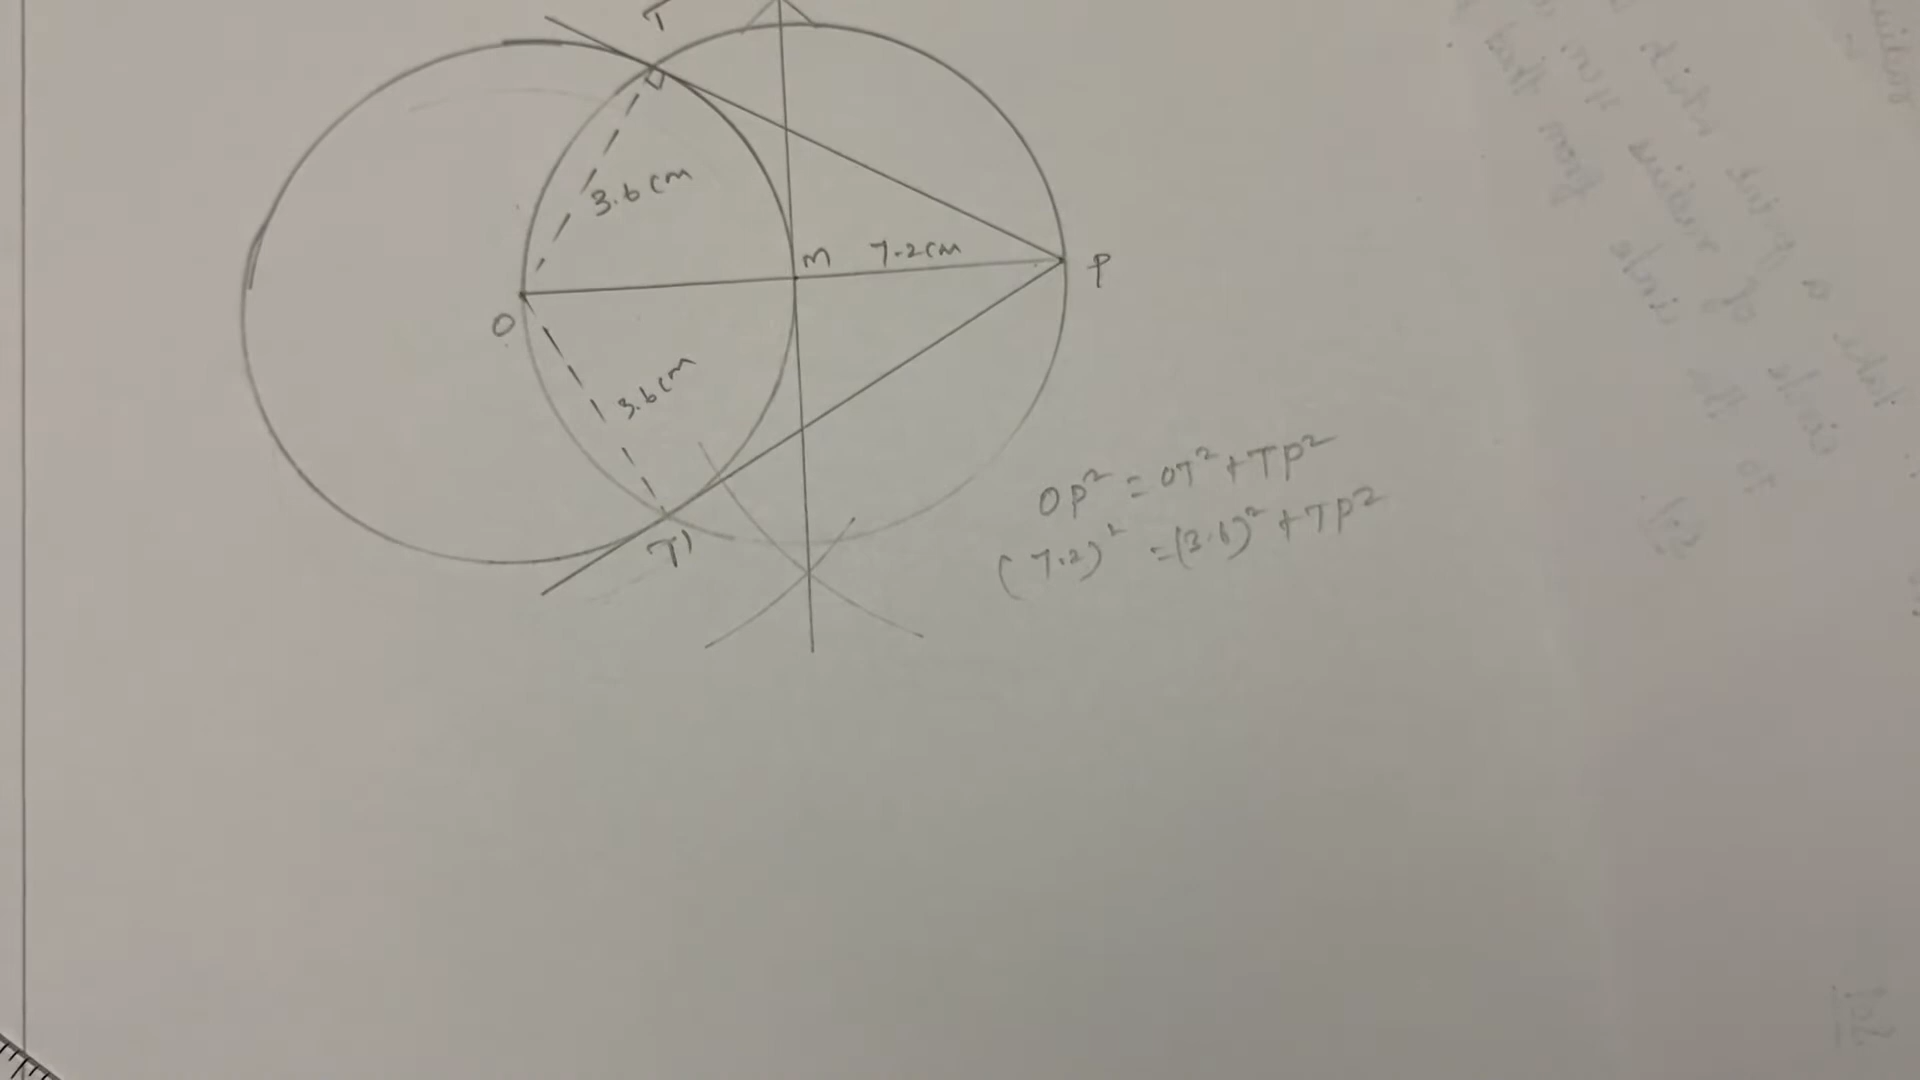 T
3.6 cm
M 7.2 cm
P
O
3.6 cm
T'
OP² = OT² + TP²
(7.2)² = (3.6)² + TP²